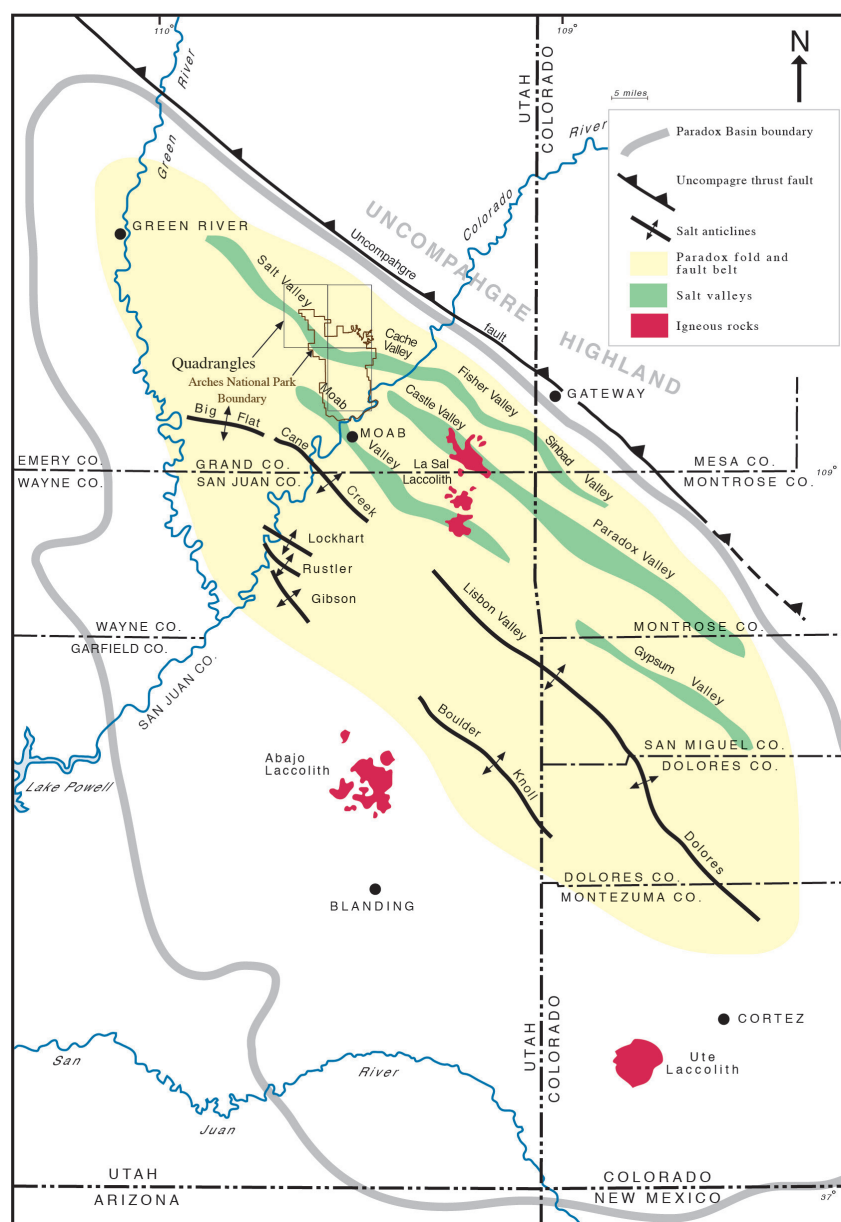 110°
109°
N
River
Green
UTAH
COLORADO
5 miles
River
Colorado
Paradox Basin boundary
Uncompagre thrust fault
Salt anticlines
Paradox fold and
fault belt
Salt valleys
Igneous rocks
GREEN RIVER
UNCOMPAHGRE
HIGHLAND
Uncompahgre
fault
Salt Valley
Cache
Valley
Quadrangles
Arches National Park
Boundary
Fisher Valley
Castle Valley
GATEWAY
Moab
Valley
MOAB
Big Flat
Cane
Creek
Sinbad
Valley
La Sal
Laccolith
EMERY CO.
WAYNE CO.
GRAND CO.
SAN JUAN CO.
MESA CO.
MONTROSE CO.
109°
Paradox Valley
Lockhart
Rustler
Gibson
Lisbon Valley
WAYNE CO.
GARFIELD CO.
SAN JUAN CO.
MONTROSE CO.
Gypsum
Valley
Boulder
Knoll
SAN MIGUEL CO.
DOLORES CO.
Abajo
Laccolith
Lake Powell
Dolores
DOLORES CO.
MONTEZUMA CO.
BLANDING
UTAH
COLORADO
CORTEZ
Ute
Laccolith
San
Juan
River
UTAH
ARIZONA
COLORADO
NEW MEXICO
37°